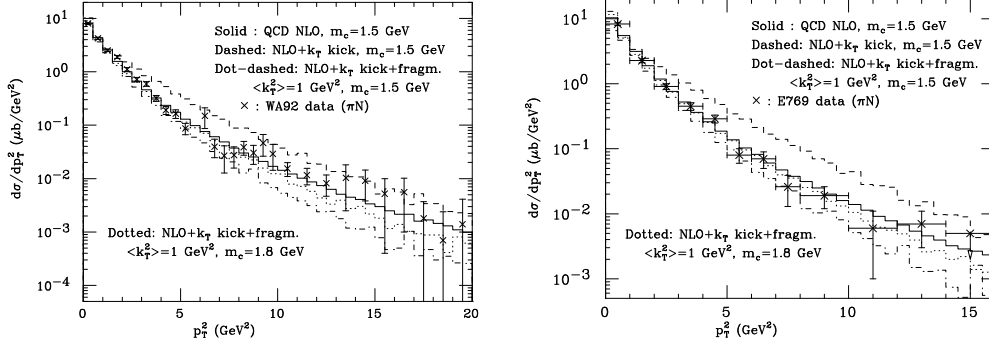 Solid : QCD NLO, m_c=1.5 GeV
Dashed: NLO+k_T kick, m_c=1.5 GeV
Dot-dashed: NLO+k_T kick+fragm.
<k_T^2>=1 GeV^2, m_c=1.5 GeV
× : WA92 data (πN)
Dotted: NLO+k_T kick+fragm.
<k_T^2>=1 GeV^2, m_c=1.8 GeV
dσ/dp_T^2 (μb/GeV^2)
10^1
10^0
10^−1
10^−2
10^−3
10^−4
0 5 10 15 20
p_T^2 (GeV^2)
Solid : QCD NLO, m_c=1.5 GeV
Dashed: NLO+k_T kick, m_c=1.5 GeV
Dot-dashed: NLO+k_T kick+fragm.
<k_T^2>=1 GeV^2, m_c=1.5 GeV
× : E769 data (πN)
Dotted: NLO+k_T kick+fragm.
<k_T^2>=1 GeV^2, m_c=1.8 GeV
dσ/dp_T^2 (μb/GeV^2)
10^1
10^0
10^−1
10^−2
10^−3
0 5 10 15
p_T^2 (GeV^2)